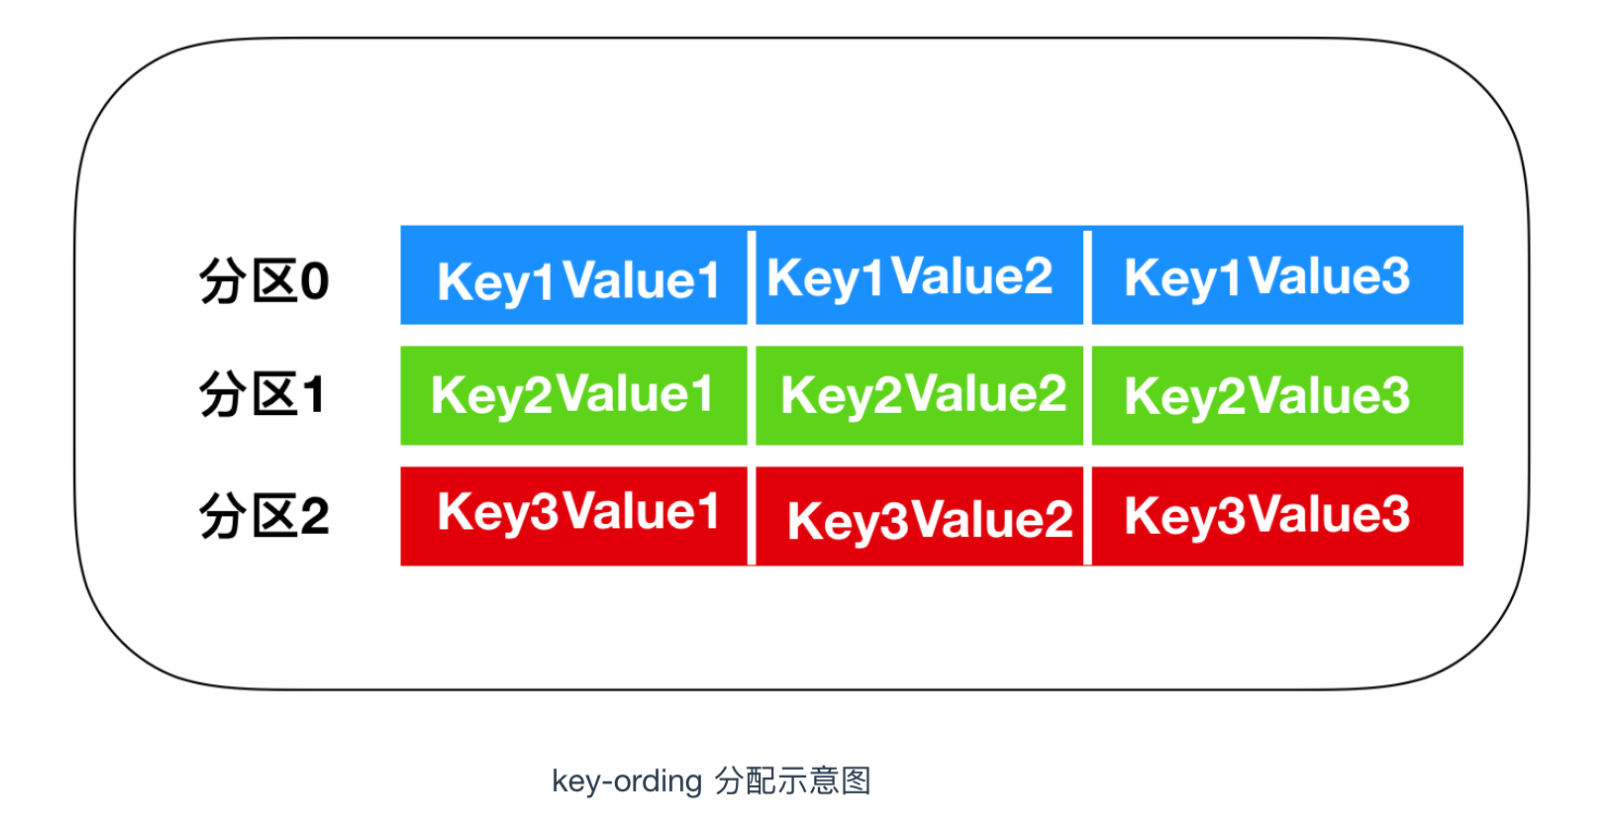 分区0 Key1Value1 Key1Value2 Key1Value3
分区1 Key2Value1 Key2Value2 Key2Value3
分区2 Key3Value1 Key3Value2 Key3Value3
key-ording 分配示意图